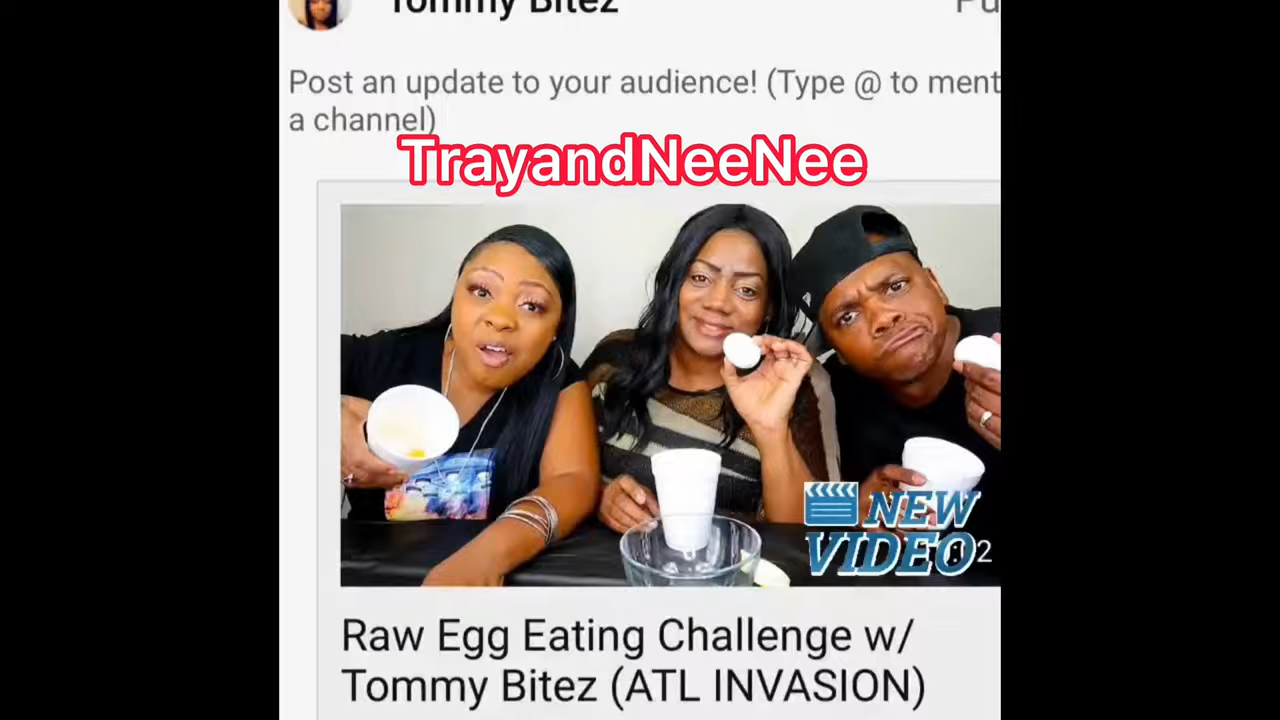 Tommy Bitez
Pu
Post an update to your audience! (Type @ to ment
a channel)
TrayandNeeNee
NEW
VIDEO
Raw Egg Eating Challenge w/
Tommy Bitez (ATL INVASION)